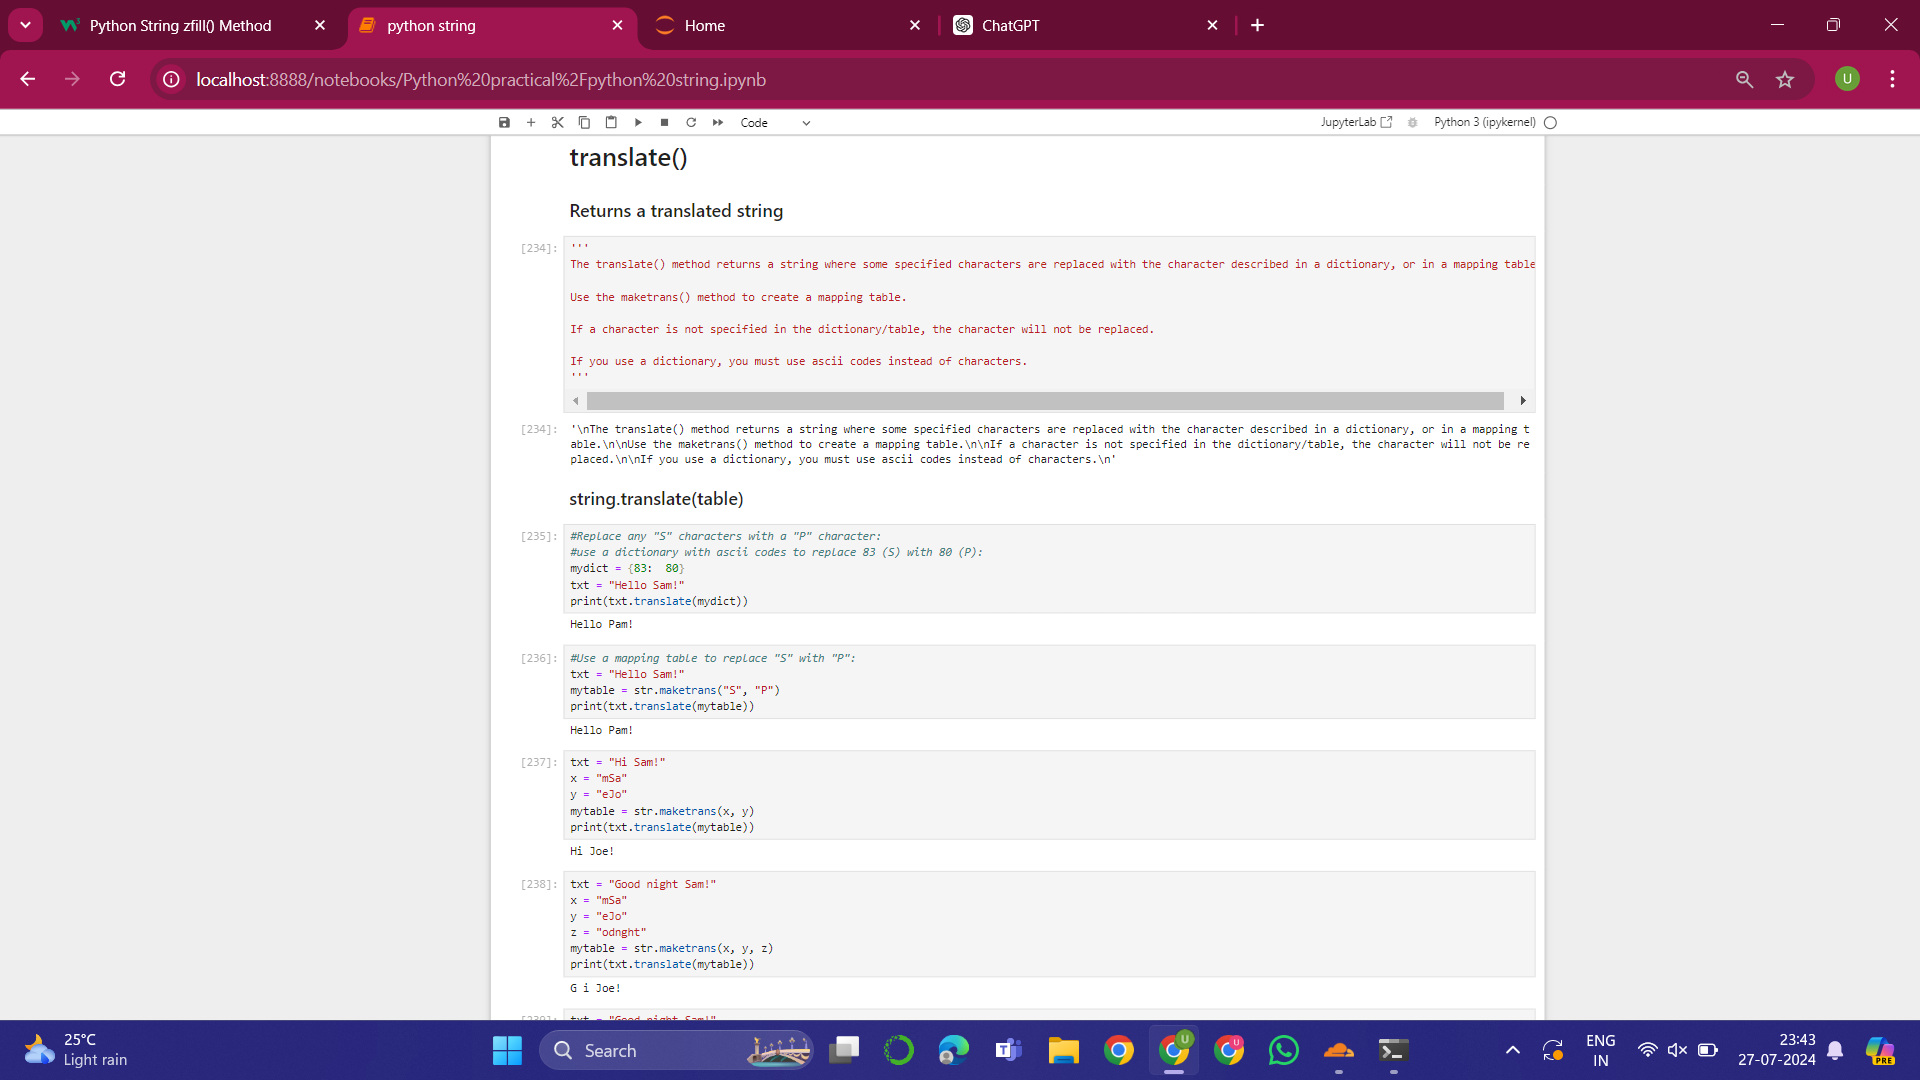 Python String zfill() Method
python string
Home
ChatGPT
localhost:8888/notebooks/Python%20practical%2Fpython%20string.ipynb
U
Code
JupyterLab
Python 3 (ipykernel)
translate()
Returns a translated string
[234]:
'''
The translate() method returns a string where some specified characters are replaced with the character described in a dictionary, or in a mapping table
Use the maketrans() method to create a mapping table.
If a character is not specified in the dictionary/table, the character will not be replaced.
If you use a dictionary, you must use ascii codes instead of characters.
'''
[234]:
'\nThe translate() method returns a string where some specified characters are replaced with the character described in a dictionary, or in a mapping t
able.\n\nUse the maketrans() method to create a mapping table.\n\nIf a character is not specified in the dictionary/table, the character will not be re
placed.\n\nIf you use a dictionary, you must use ascii codes instead of characters.\n'
string.translate(table)
[235]:
#Replace any "S" characters with a "P" character:
#use a dictionary with ascii codes to replace 83 (S) with 80 (P):
mydict = {83:  80}
txt = "Hello Sam!"
print(txt.translate(mydict))
Hello Pam!
[236]:
#Use a mapping table to replace "S" with "P":
txt = "Hello Sam!"
mytable = str.maketrans("S", "P")
print(txt.translate(mytable))
Hello Pam!
[237]:
txt = "Hi Sam!"
x = "mSa"
y = "eJo"
mytable = str.maketrans(x, y)
print(txt.translate(mytable))
Hi Joe!
[238]:
txt = "Good night Sam!"
x = "mSa"
y = "eJo"
z = "odnght"
mytable = str.maketrans(x, y, z)
print(txt.translate(mytable))
G i Joe!
[239]:
txt = "Good night Sam!"
25°C
Light rain
Search
U
U
ENG
IN
23:43
27-07-2024
PRE